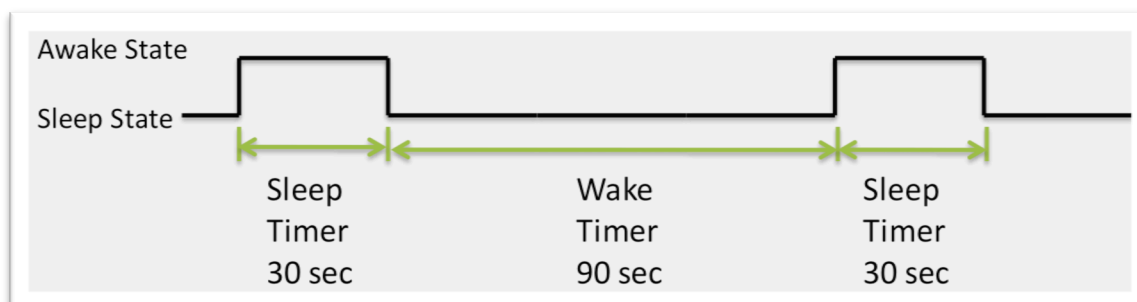 Awake State
Sleep State
Sleep
Timer
30 sec
Wake
Timer
90 sec
Sleep
Timer
30 sec